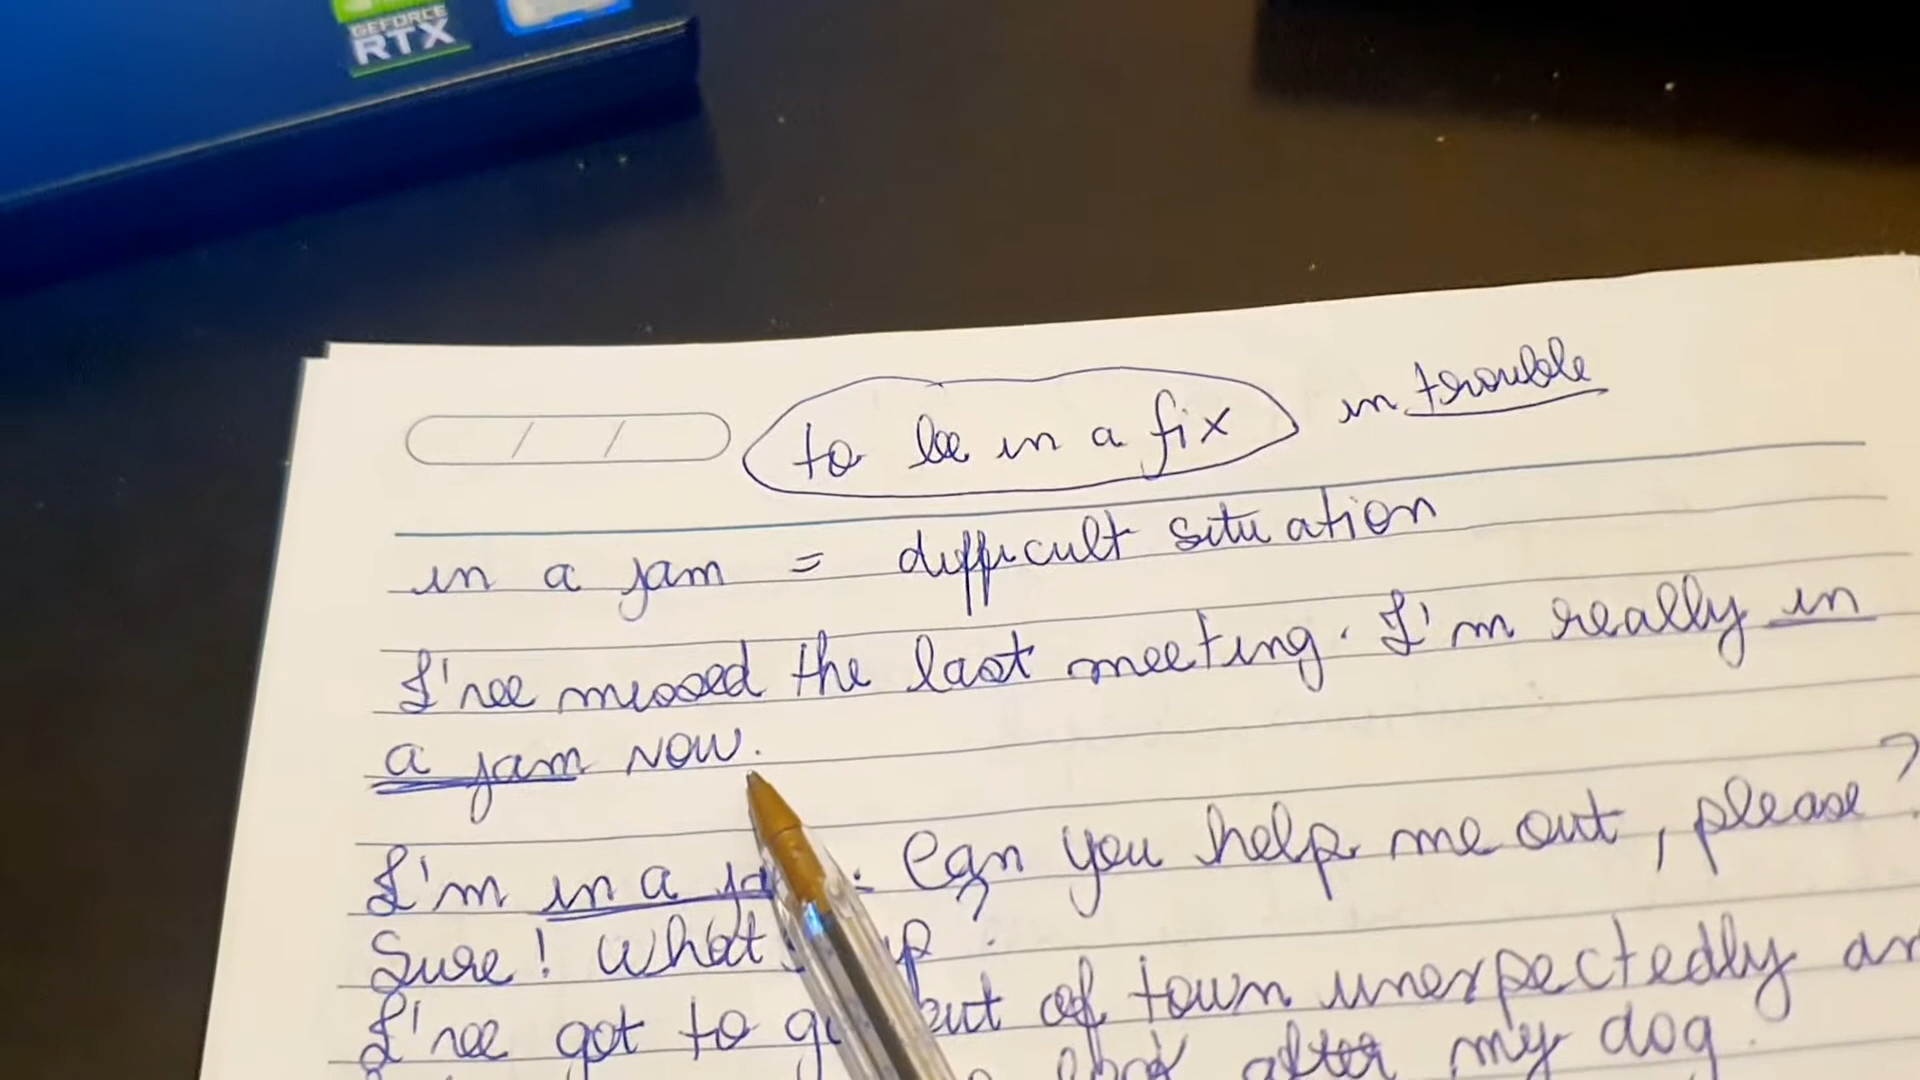 GEFORCE
RTX
to be in a fix in trouble
in a jam = difficult situation
I've missed the last meeting. I'm really in
a jam now.
I'm in a Can you help me out, please?
Sure! What's up?
I've got to out of town unexpectedly
after my dog.